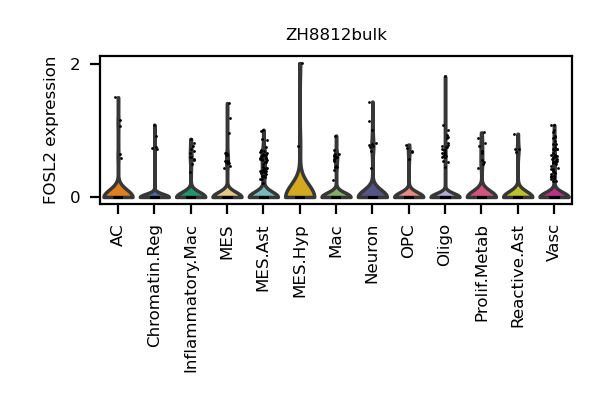 ZH8812bulk
FOSL2 expression
2
0
AC
Chromatin.Reg
Inflammatory.Mac
MES
MES.Ast
MES.Hyp
Mac
Neuron
OPC
Oligo
Prolif.Metab
Reactive.Ast
Vasc